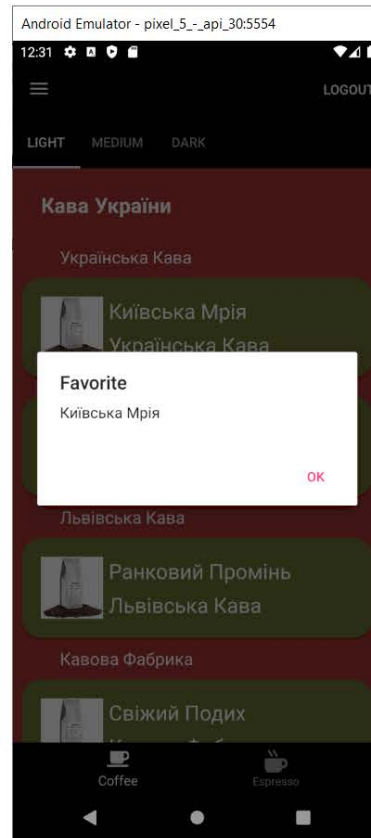 Android Emulator - pixel_5_-_api_30:5554
12:31
LOGOUT
LIGHT MEDIUM DARK
Кава України
Українська Кава
Київська Мрія
Українська Кава
Favorite
Київська Мрія
OK
Львівська Кава
Ранковий Промінь
Львівська Кава
Кавова Фабрика
Свіжий Подих
Coffee Espresso